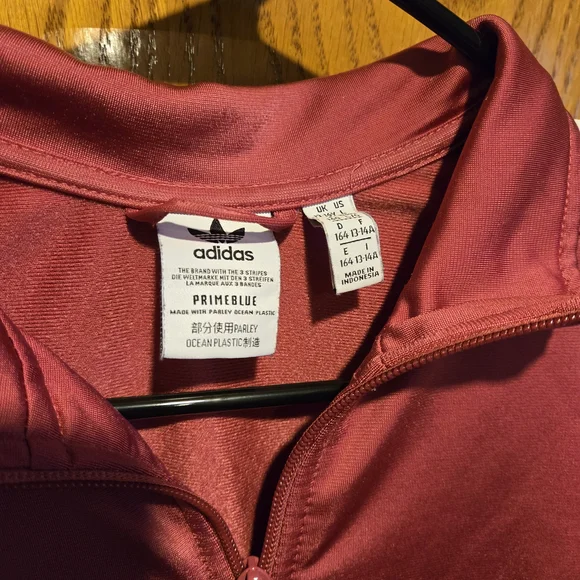 adidas
THE BRAND WITH THE 3 STRIPES
DIE WELTMARKE MIT DEN 3 STREIFEN
LA MARQUE AUX 3 BANDES
PRIMEBLUE
MADE WITH PARLEY OCEAN PLASTIC
部分使用PARLEY
OCEAN PLASTIC制造
UK US
D F
164 13-14A
E I
164 13-14A
MADE IN
INDONESIA